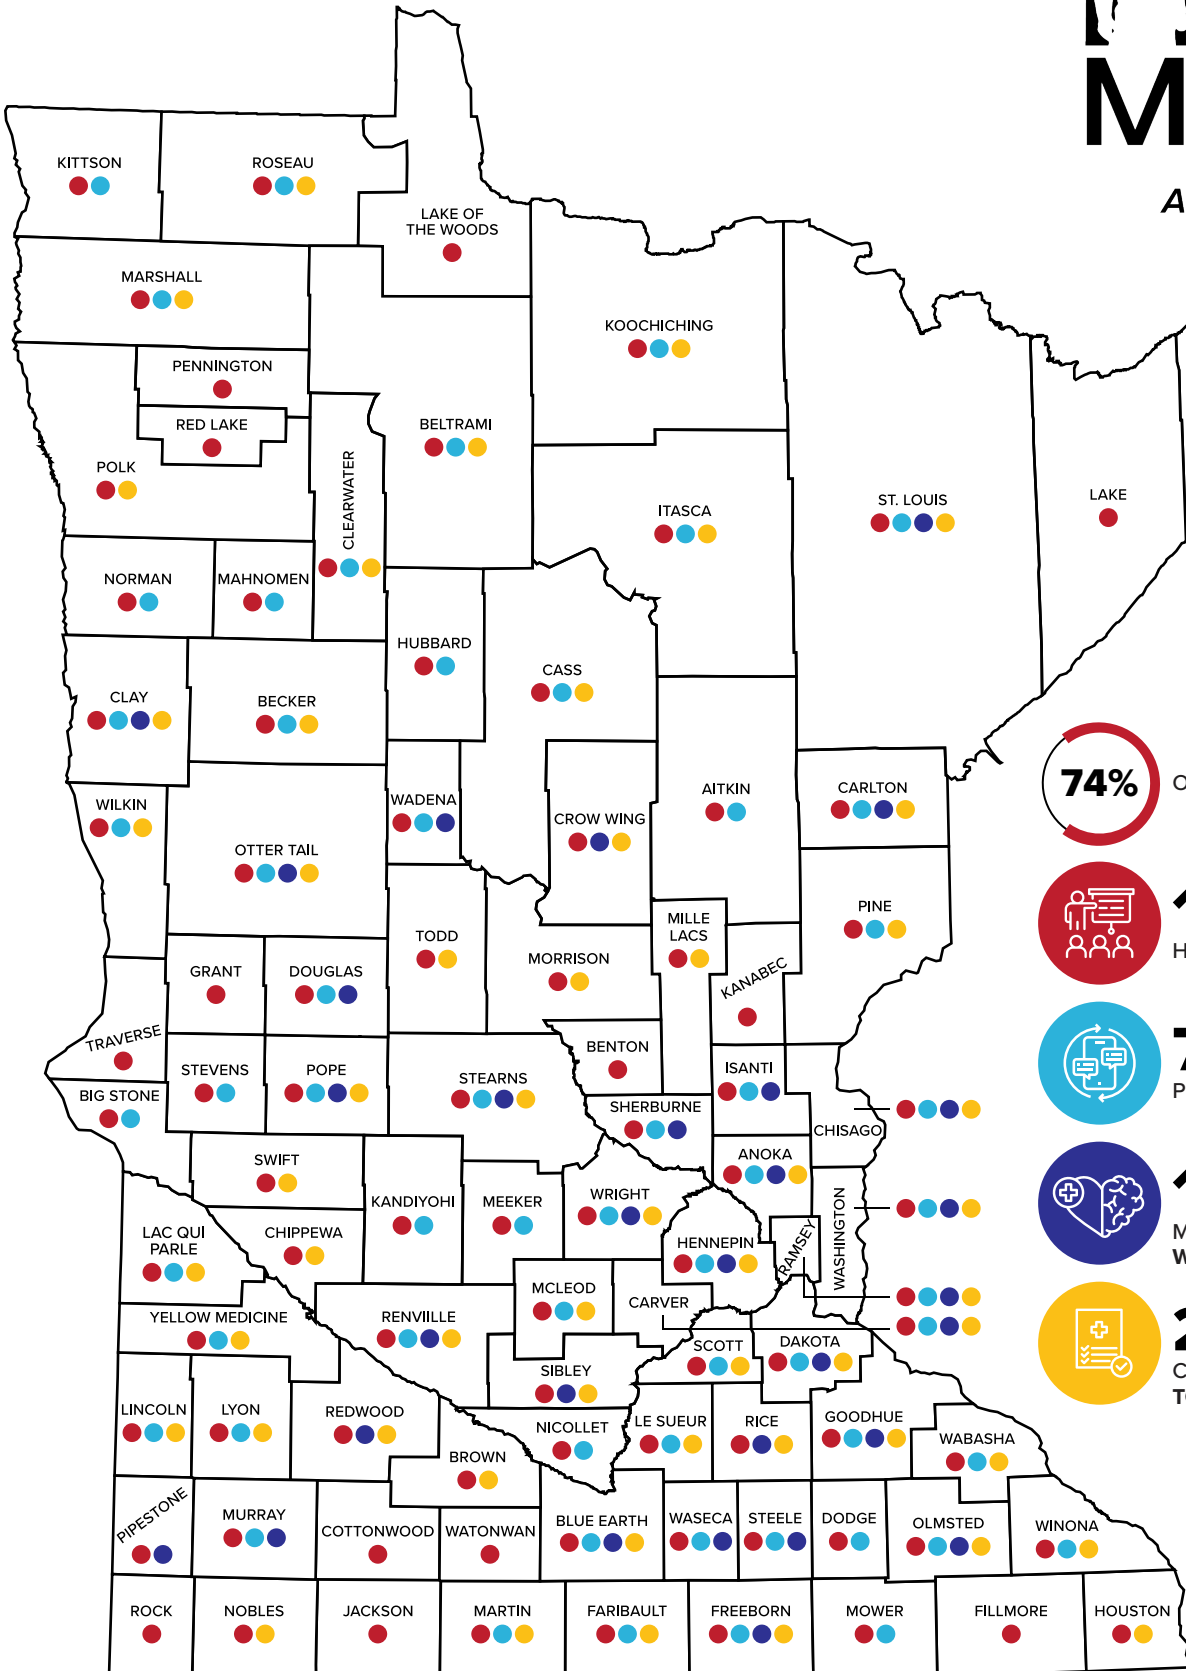 M
A
KITTSON
ROSEAU
LAKE OF
THE WOODS
MARSHALL
KOOCHICHING
PENNINGTON
RED LAKE
BELTRAMI
POLK
CLEARWATER
ITASCA
ST. LOUIS
LAKE
NORMAN
MAHNOMEN
HUBBARD
CASS
CLAY
BECKER
WILKIN
WADENA
AITKIN
CARLTON
74%
O
CROW WING
OTTER TAIL
PINE
MILLE
LACS
TODD
MORRISON
H
GRANT
DOUGLAS
KANABEC
TRAVERSE
BENTON
STEVENS
POPE
STEARNS
ISANTI
7
P
BIG STONE
SHERBURNE
CHISAGO
ANOKA
SWIFT
KANDIYOHI
MEEKER
WRIGHT
WASHINGTON
LAC QUI
PARLE
CHIPPEWA
HENNEPIN
RAMSEY
M
W
MCLEOD
CARVER
YELLOW MEDICINE
RENVILLE
SCOTT
DAKOTA
2
C
TO
SIBLEY
LINCOLN
LYON
REDWOOD
NICOLLET
LE SUEUR
RICE
GOODHUE
WABASHA
BROWN
PIPESTONE
MURRAY
COTTONWOOD
WATONWAN
BLUE EARTH
WASECA
STEELE
DODGE
OLMSTED
WINONA
ROCK
NOBLES
JACKSON
MARTIN
FARIBAULT
FREEBORN
MOWER
FILLMORE
HOUSTON